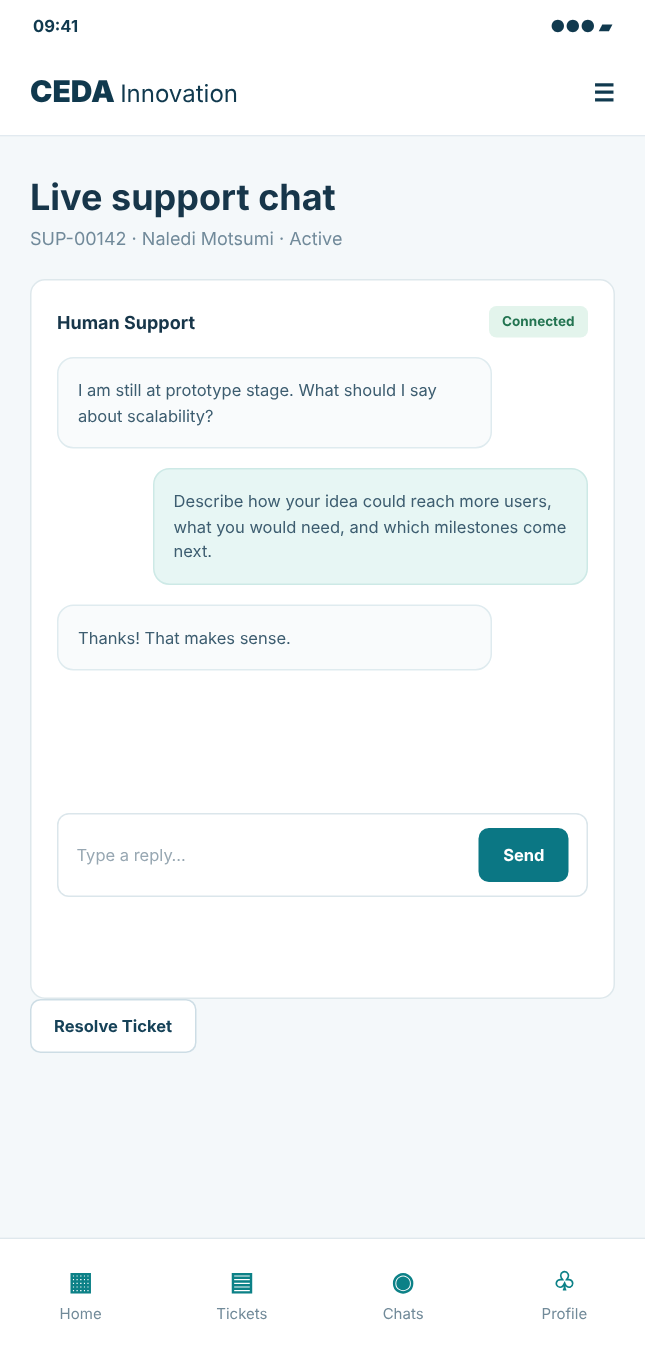 09:41
CEDA Innovation
Live support chat
SUP-00142 · Naledi Motsumi · Active
Human Support
Connected
I am still at prototype stage. What should I say
about scalability?
Describe how your idea could reach more users,
what you would need, and which milestones come
next.
Thanks! That makes sense.
Type a reply...
Send
Resolve Ticket
Home
Tickets
Chats
Profile